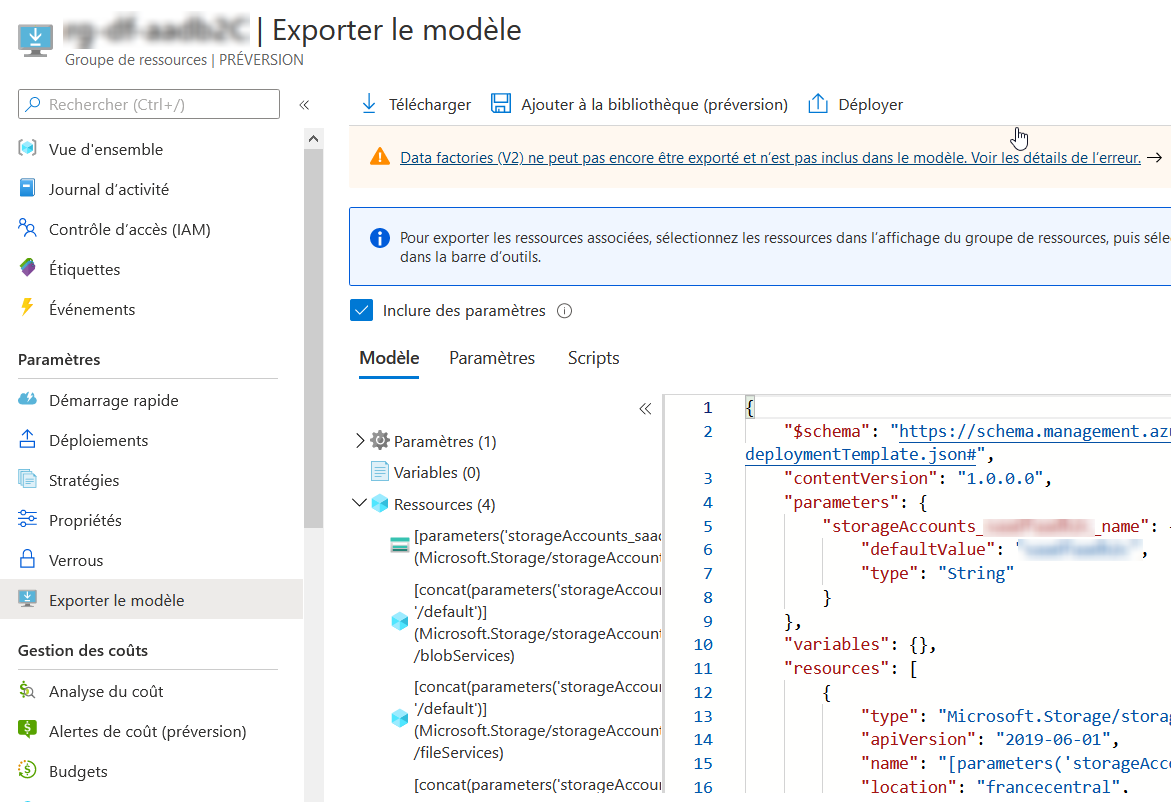 | Exporter le modèle
Groupe de ressources | PRÉVERSION
Rechercher (Ctrl+/)
«
Vue d'ensemble
Journal d’activité
Contrôle d’accès (IAM)
Étiquettes
Événements
Paramètres
Démarrage rapide
Déploiements
Stratégies
Propriétés
Verrous
Exporter le modèle
Gestion des coûts
Analyse du coût
Alertes de coût (préversion)
Budgets
Télécharger
Ajouter à la bibliothèque (préversion)
Déployer
Data factories (V2) ne peut pas encore être exporté et n’est pas inclus dans le modèle. Voir les détails de l’erreur. →
Pour exporter les ressources associées, sélectionnez les ressources dans l’affichage du groupe de ressources, puis séle
dans la barre d’outils.
Inclure des paramètres
Modèle
Paramètres
Scripts
«
Paramètres (1)
Variables (0)
Ressources (4)
[parameters('storageAccounts_saad
(Microsoft.Storage/storageAccount
[concat(parameters('storageAccou
'/default')]
(Microsoft.Storage/storageAccount
/blobServices)
[concat(parameters('storageAccou
'/default')]
(Microsoft.Storage/storageAccount
/fileServices)
[concat(parameters('storageAccou
1 {
2 "$schema": "https://schema.management.azu
deploymentTemplate.json#",
3 "contentVersion": "1.0.0.0",
4 "parameters": {
5 "storageAccounts_ _name": {
6 "defaultValue": " ",
7 "type": "String"
8 }
9 },
10 "variables": {},
11 "resources": [
12 {
13 "type": "Microsoft.Storage/storag
14 "apiVersion": "2019-06-01",
15 "name": "[parameters('storageAcc
16 "location": "francecentral",